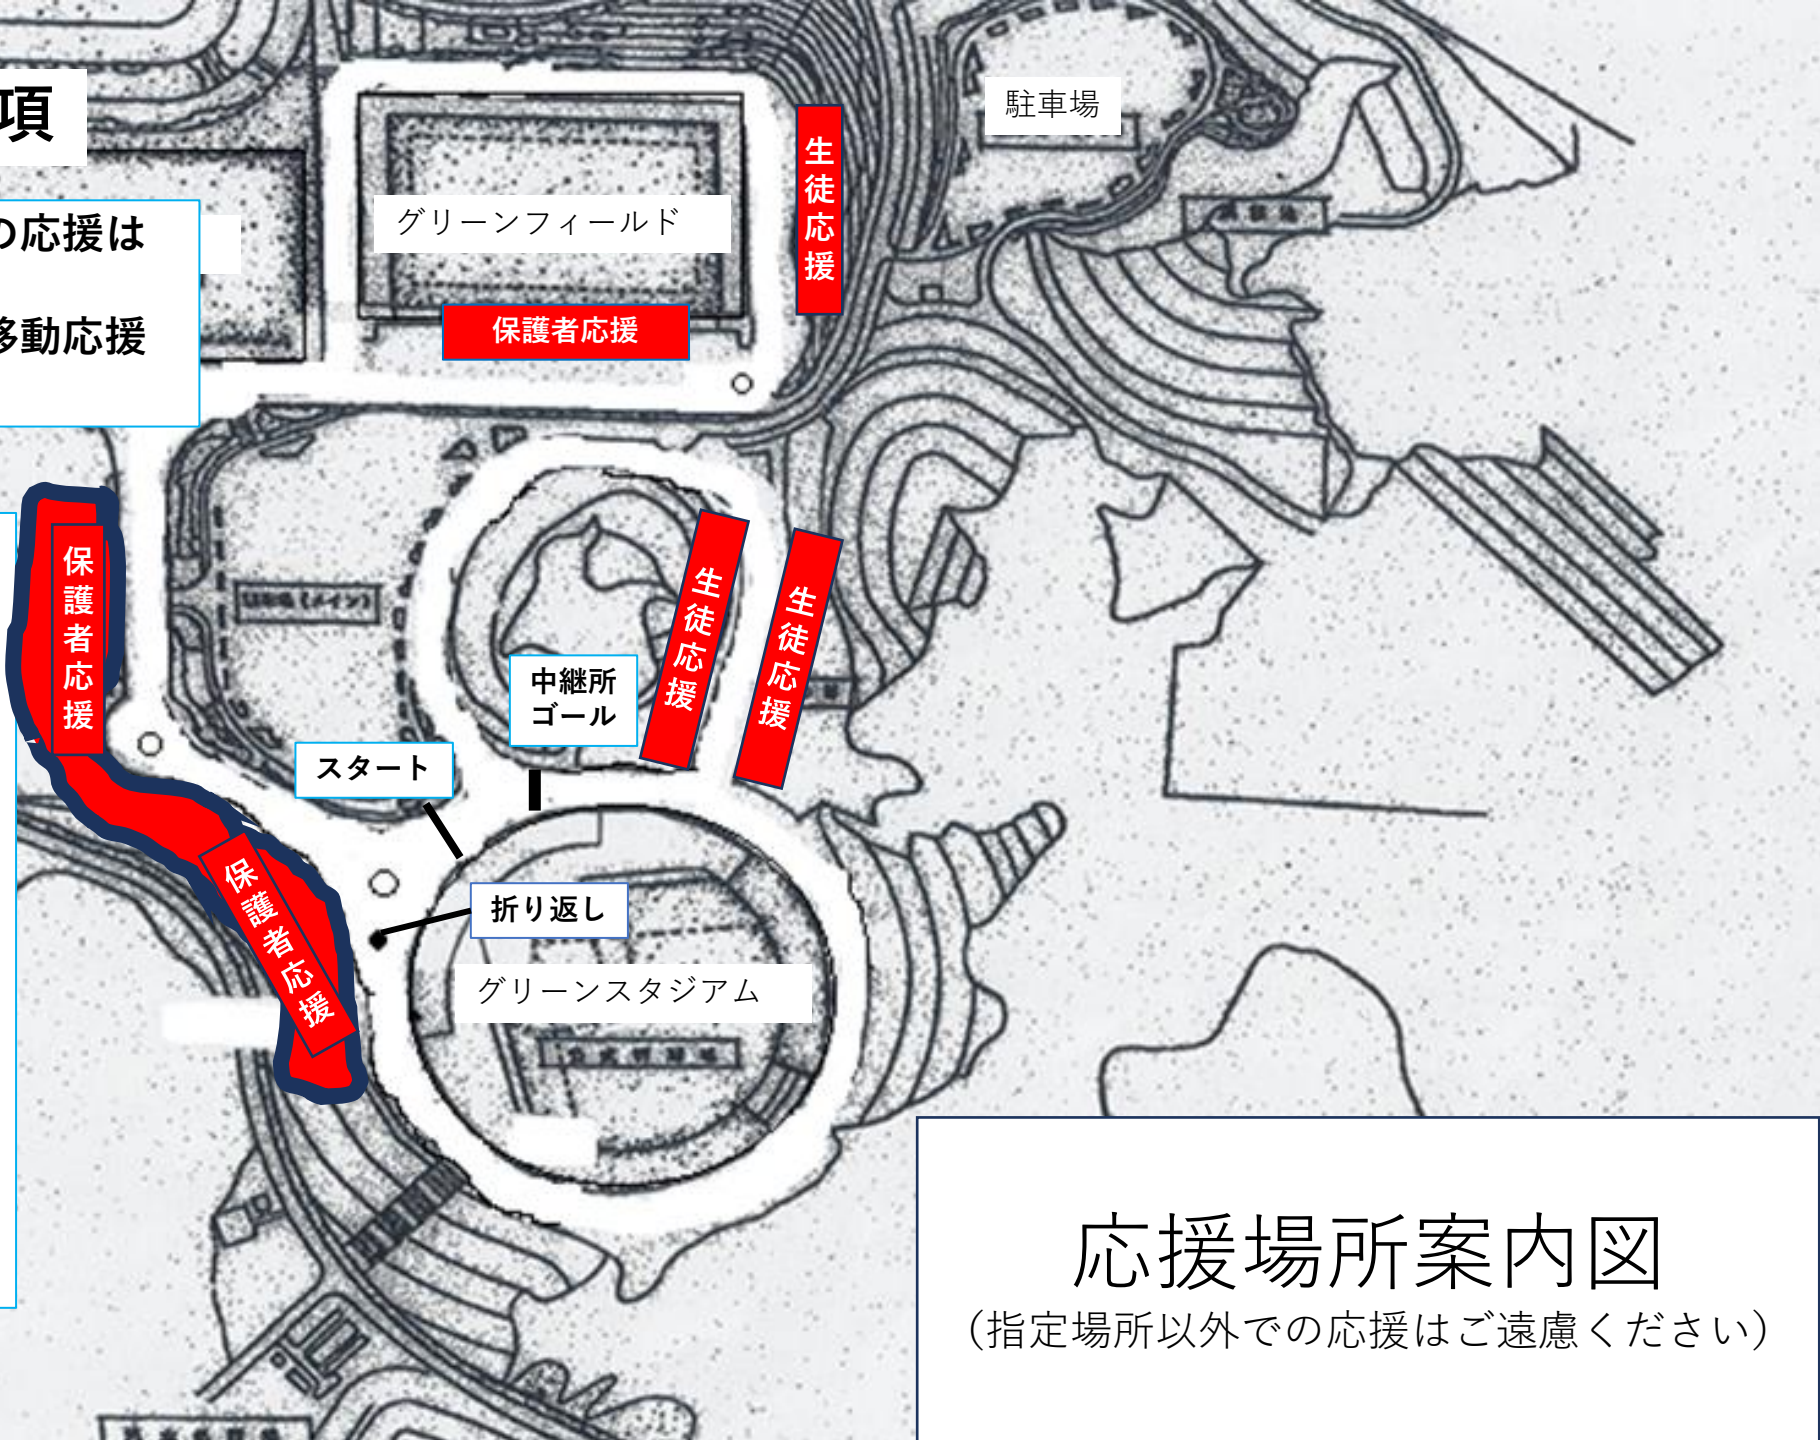 項
の応援は
移動応援
駐車場
生徒応援
グリーンフィールド
保護者応援
保護者応援
生徒応援
生徒応援
中継所
ゴール
スタート
保護者応援
折り返し
グリーンスタジアム
応援場所案内図
（指定場所以外での応援はご遠慮ください）